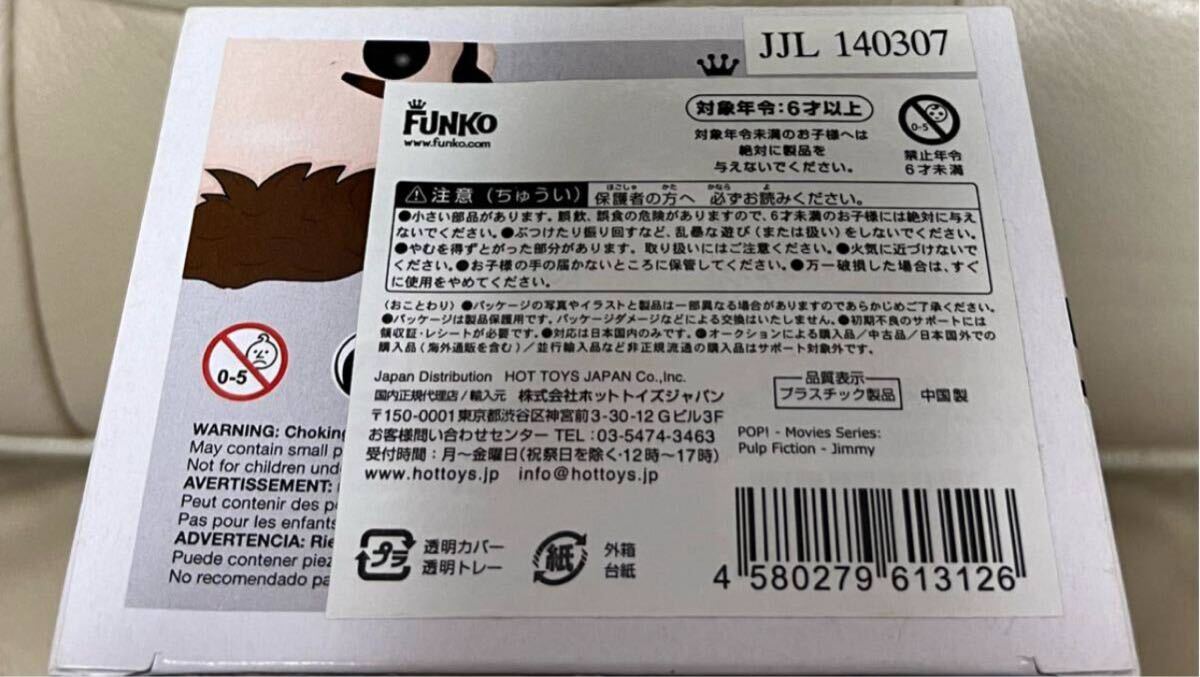 JJL 140307
FUNKO
www.funko.com
対象年令:6才以上
対象年令未満のお子様へは
絶対に製品を
与えないでください。
0-5
禁止年令
6才未満
注意(ちゅうい)
保護者の方へ 必ずお読みください。
ほごしゃ かた かなら よ
●小さい部品があります。誤飲、誤食の危険がありますので、6才未満のお子様には絶対に与え
ないでください。●ぶつけたり振り回すなど、乱暴な遊び(または扱い)をしないでください。
●やむを得ずとがった部分があります。取り扱いにはご注意ください。●火気に近づけないで
ください。●お子様の手の届かないところに保管してください。●万一破損した場合は、すぐ
に使用をやめてください。
(おことわり)●パッケージの写真やイラストと製品は一部異なる場合がありますのであらかじめご了承ください。
●パッケージは製品保護用です。パッケージダメージなどによる交換はいたしません。●初期不良のサポートには
領収証・レシートが必要です。●対応は日本国内のみです。●オークションによる購入品/中古品/日本国外での
購入品(海外通販を含む)/並行輸入品など非正規流通の購入品はサポート対象外です。
Japan Distribution HOT TOYS JAPAN Co.,Inc.
国内正規代理店/輸入元 株式会社ホットトイズジャパン
〒150-0001東京都渋谷区神宮前3-30-12 Gビル3F
お客様問い合わせセンター TEL:03-5474-3463
受付時間:月~金曜日(祝祭日を除く・12時~17時)
www.hottoys.jp info@hottoys.jp
品質表示
プラスチック製品
中国製
POP! - Movies Series:
Pulp Fiction - Jimmy
プラ
透明カバー
透明トレー
紙
外箱
台紙
4 580279 613126
0-5
WARNING: Choking
May contain small p
Not for children und
AVERTISSEMENT:
Peut contenir des p
Pas pour les enfants
ADVERTENCIA: Rie
Puede contener piez
No recomendado pa